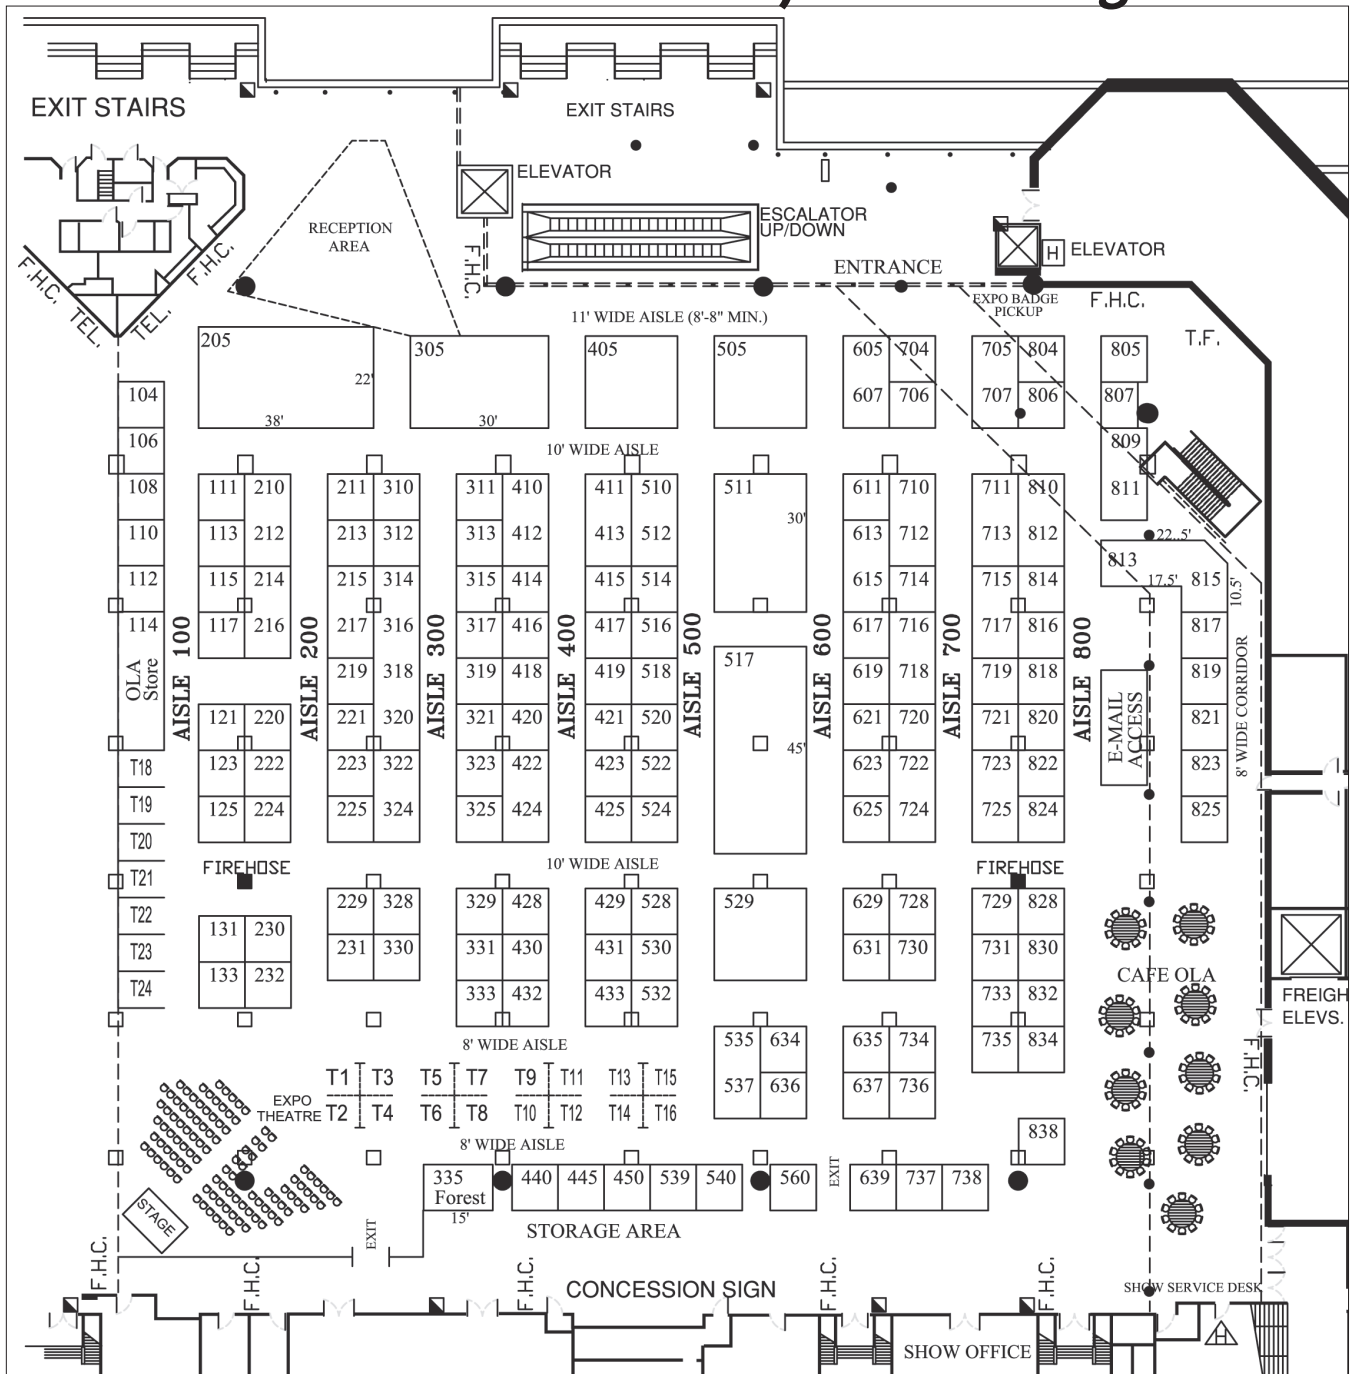 EXIT STAIRS
EXIT STAIRS
ELEVATOR
RECEPTION
AREA
ESCALATOR
UP/DOWN
ELEVATOR
H
ENTRANCE
F.H.C.
F.H.C.
F.H.C.
TEL.
TEL.
EXPO BADGE
PICKUP
F.H.C.
T.F.
11' WIDE AISLE (8'-8" MIN.)
205 305 405 505 605 704 705 804 805
22'
38' 30'
104 607 706 707 806 807
106 10' WIDE AISLE 809
108 111 210 211 310 311 410 411 510 511 611 710 711 810 811
30'
110 113 212 213 312 313 412 413 512 613 712 713 812
22..5'
813
112 115 214 215 314 315 414 415 514 615 714 715 814 17.5' 815
10.5'
114 117 216 217 316 317 416 417 516 617 716 717 816 817
OLA
Store
AISLE 100
AISLE 200
AISLE 300
AISLE 400
AISLE 500
AISLE 600
AISLE 700
AISLE 800
517
219 318 319 418 419 518 619 718 719 818 819
E-MAIL
ACCESS
8' WIDE CORRIDOR
121 220 221 320 321 420 421 520 621 720 721 820 821
45'
T18 123 222 223 322 323 422 423 522 623 722 723 822 823
T19 125 224 225 324 325 424 425 524 625 724 725 824 825
T20
FIREHOSE 10' WIDE AISLE FIREHOSE
T21
T22 229 328 329 428 429 528 529 629 728 729 828
131 230
T23 231 330 331 430 431 530 631 730 731 830
133 232
CAFE OLA
T24 333 432 433 532 733 832
FREIGH
ELEVS.
8' WIDE AISLE
535 634 635 734 735 834
F.H.C.
T1 T3 T5 T7 T9 T11 T13 T15
537 636 637 736
EXPO
THEATRE
T2 T4 T6 T8 T10 T12 T14 T16
8' WIDE AISLE
838
335 440 445 450 539 540 560 639 737 738
Forest
15'
EXIT
STAGE
EXIT
STORAGE AREA
F.H.C.
F.H.C.
F.H.C.
CONCESSION SIGN
F.H.C.
F.H.C.
SHOW SERVICE DESK
SHOW OFFICE
H